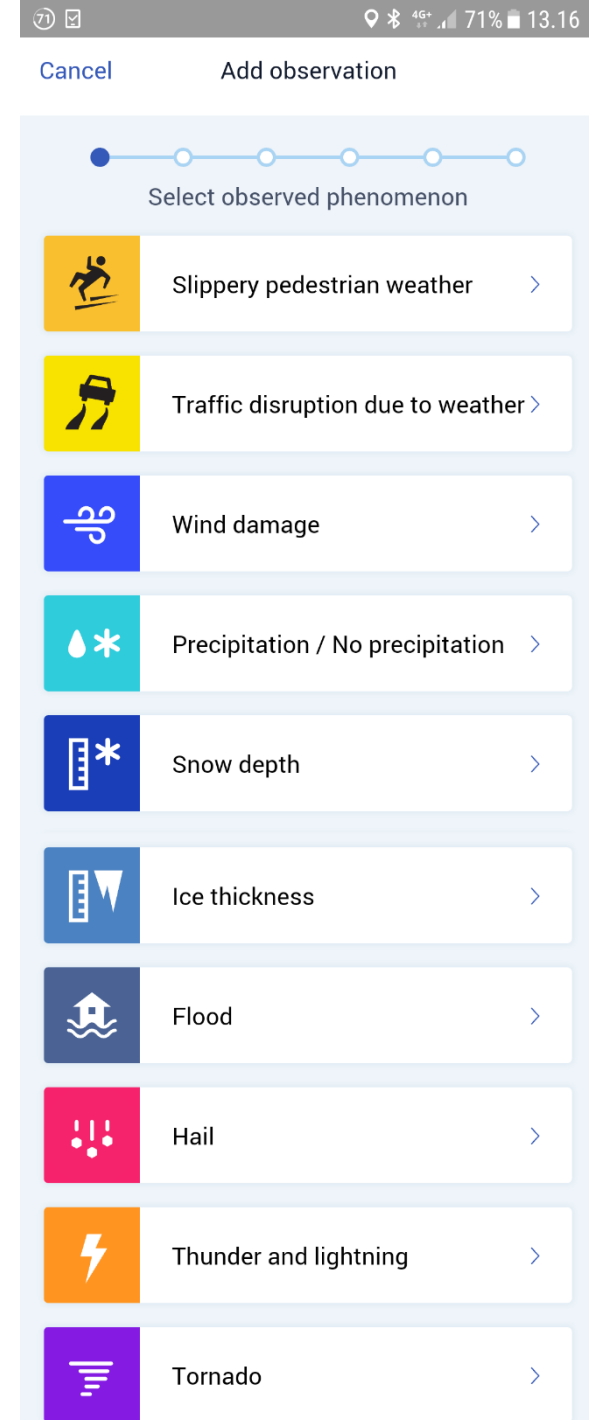 71 4G+ 71% 13.16
Cancel Add observation
Select observed phenomenon
Slippery pedestrian weather
Traffic disruption due to weather
Wind damage
Precipitation / No precipitation
Snow depth
Ice thickness
Flood
Hail
Thunder and lightning
Tornado